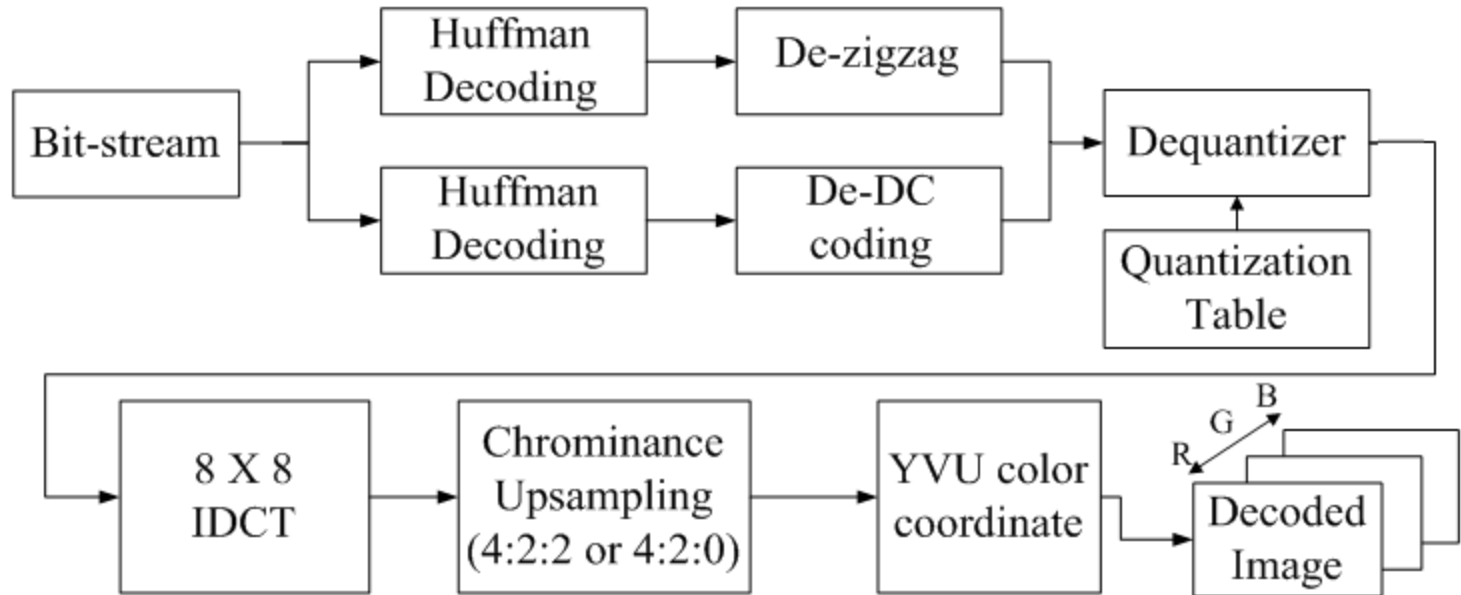 Huffman
Decoding
De-zigzag
Bit-stream
Dequantizer
Huffman
Decoding
De-DC
coding
Quantization
Table
8 X 8
IDCT
Chrominance
Upsampling
(4:2:2 or 4:2:0)
YVU color
coordinate
R
G
B
Decoded
Image